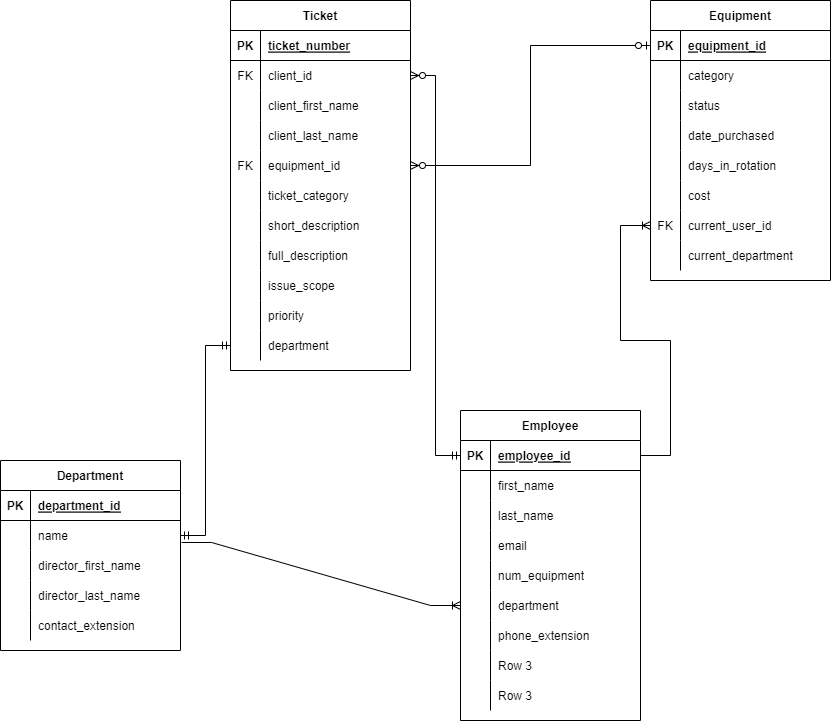 Ticket
PK ticket_number
FK client_id
client_first_name
client_last_name
FK equipment_id
ticket_category
short_description
full_description
issue_scope
priority
department
Equipment
PK equipment_id
category
status
date_purchased
days_in_rotation
cost
FK current_user_id
current_department
Department
PK department_id
name
director_first_name
director_last_name
contact_extension
Employee
PK employee_id
first_name
last_name
email
num_equipment
department
phone_extension
Row 3
Row 3